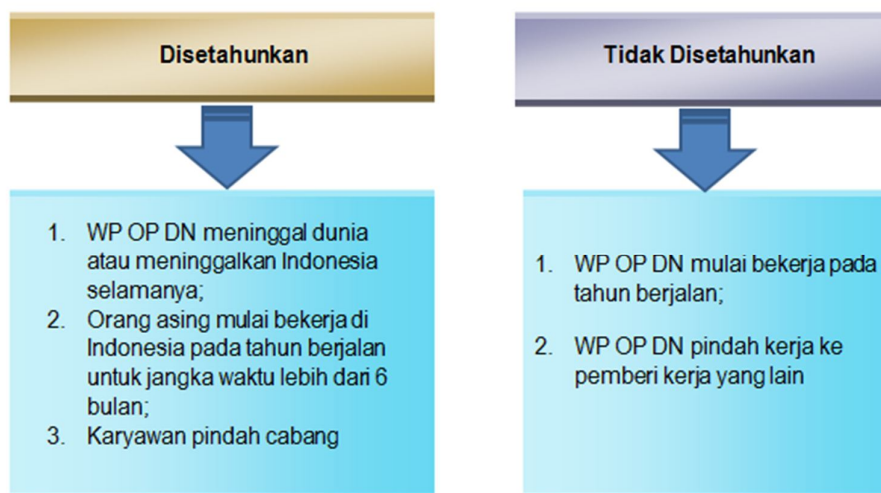 Disetahunkan
1. WP OP DN meninggal dunia
atau meninggalkan Indonesia
selamanya;
2. Orang asing mulai bekerja di
Indonesia pada tahun berjalan
untuk jangka waktu lebih dari 6
bulan;
3. Karyawan pindah cabang
Tidak Disetahunkan
1. WP OP DN mulai bekerja pada
tahun berjalan;
2. WP OP DN pindah kerja ke
pemberi kerja yang lain